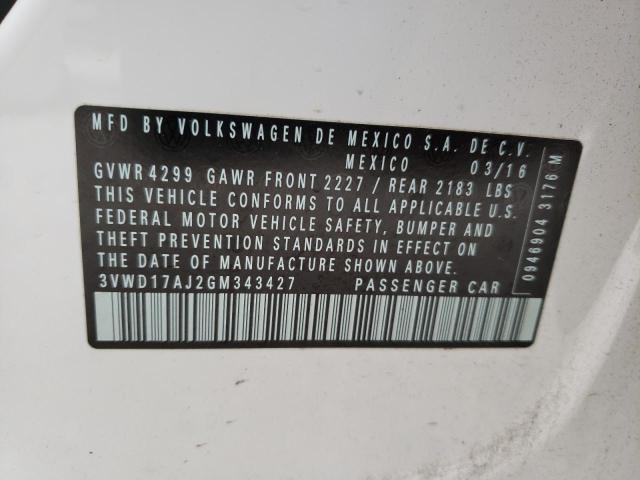 MFD BY VOLKSWAGEN DE MEXICO S.A. DE C.V.
MEXICO 03/16
GVWR 4299 GAWR FRONT 2227 / REAR 2183 LBS
THIS VEHICLE CONFORMS TO ALL APPLICABLE U.S.
FEDERAL MOTOR VEHICLE SAFETY, BUMPER AND
THEFT PREVENTION STANDARDS IN EFFECT ON
THE DATE OF MANUFACTURE SHOWN ABOVE.
3VWD17AJ2GM343427 PASSENGER CAR
0946904 3176 M